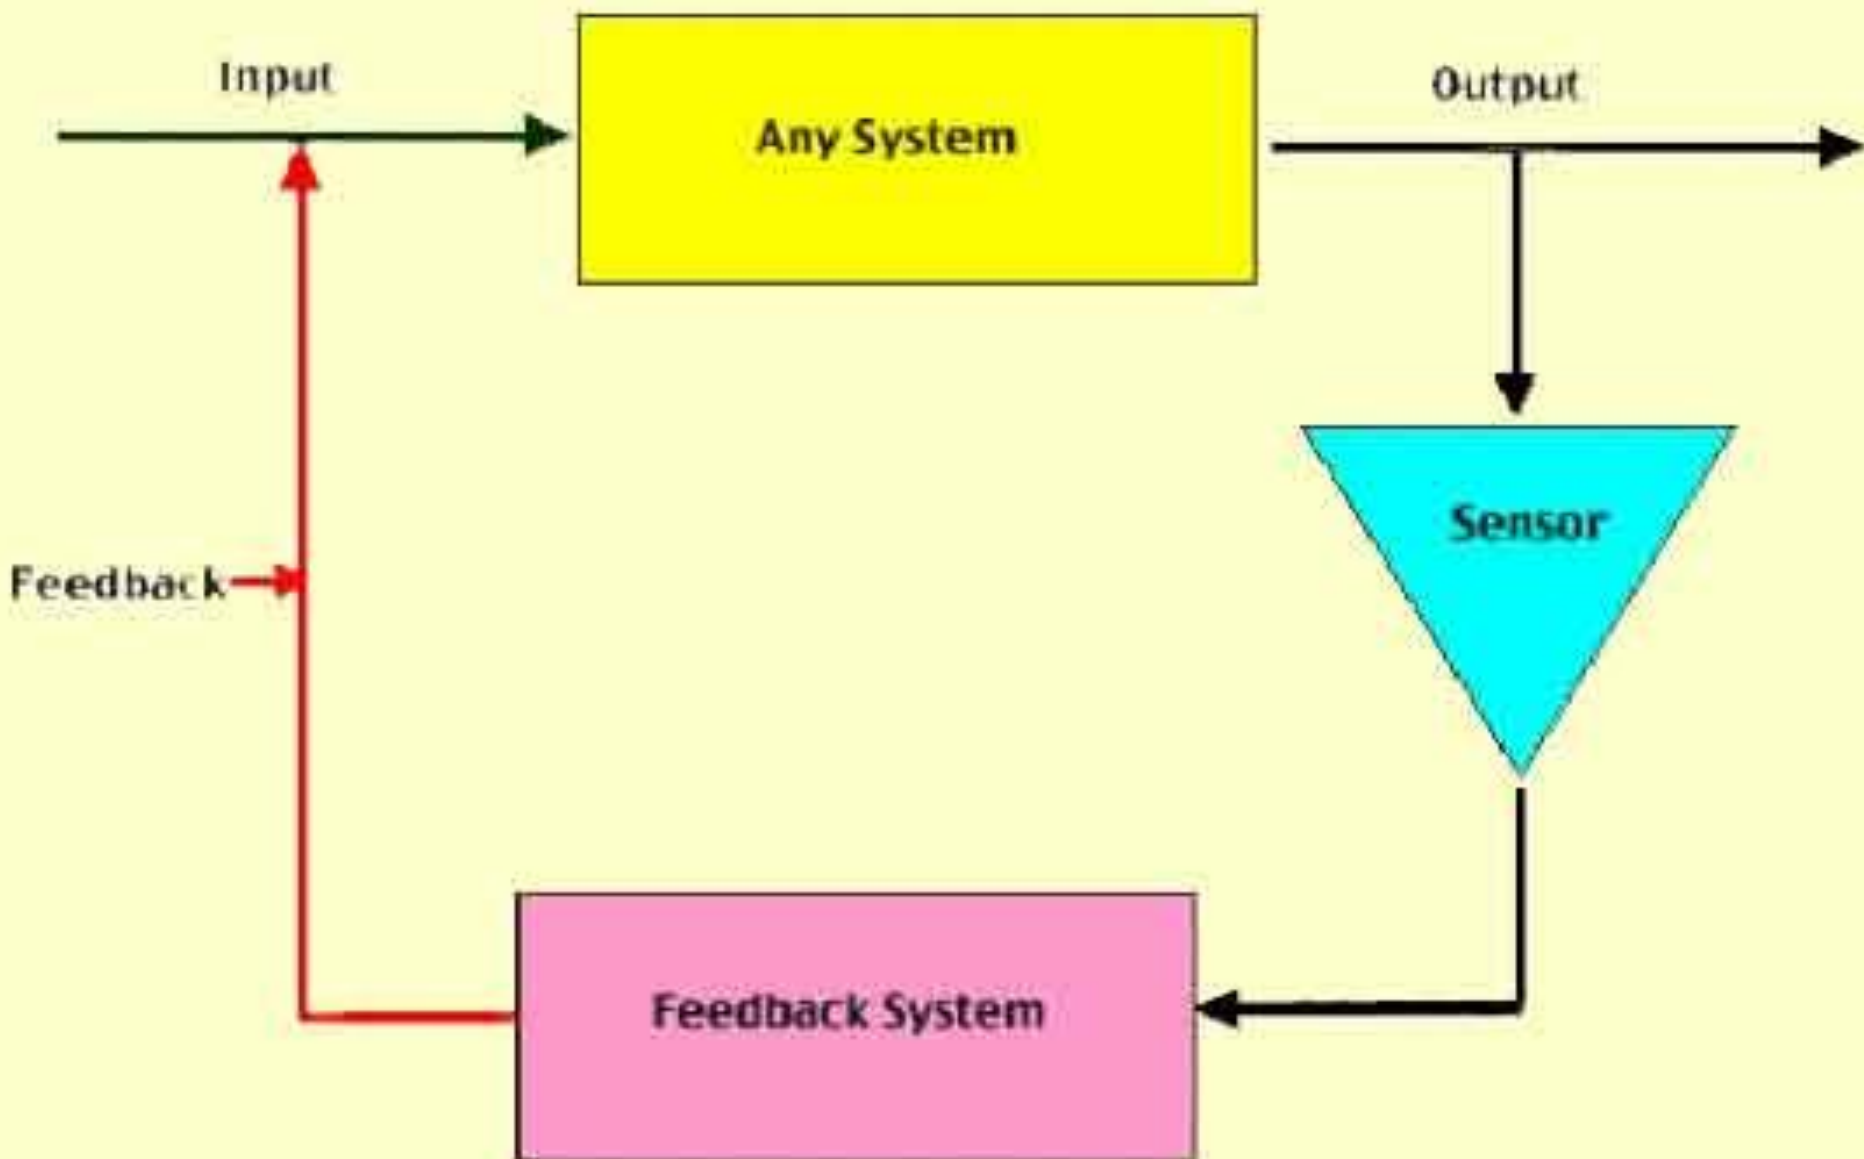 Input
Any System
Output
Sensor
Feedback
Feedback System